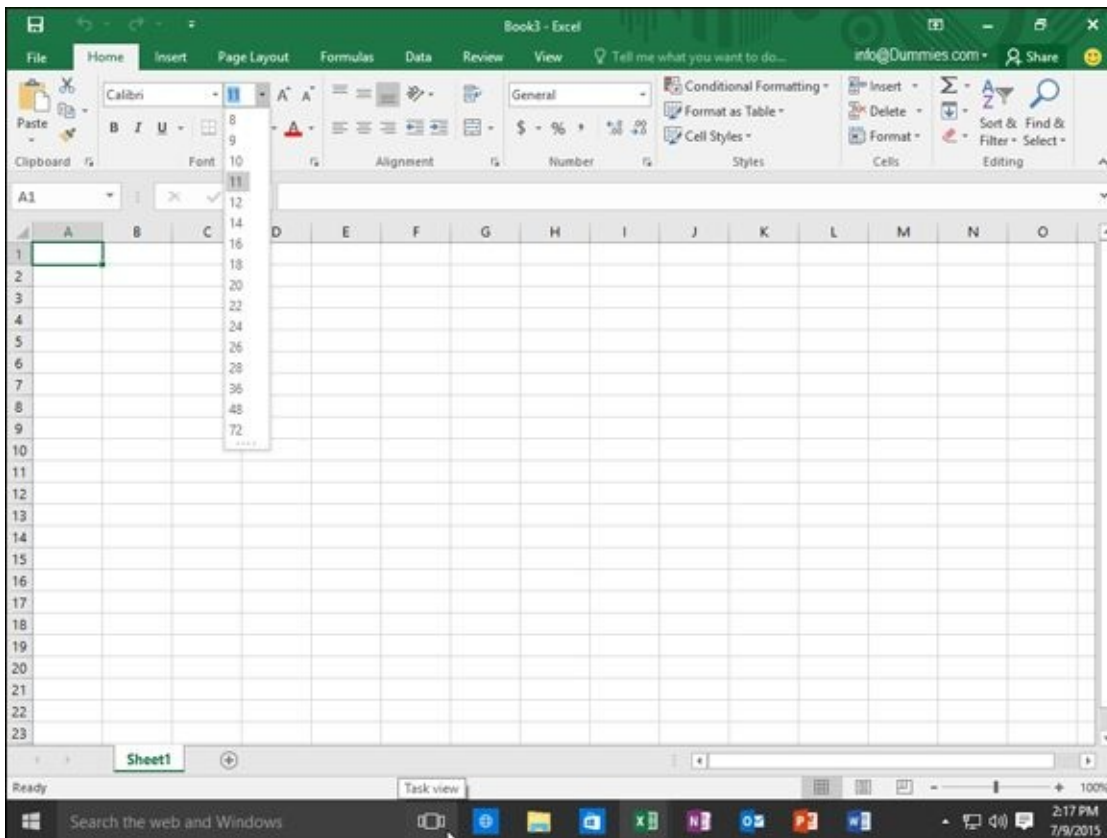 Book3 - Excel
File Home Insert Page Layout Formulas Data Review View Tell me what you want to do... info@Dummies.com Share
Paste
Calibri 11 A A
B I U A
General
$ % ,
Conditional Formatting
Format as Table
Cell Styles
Insert
Delete
Format
Sort & Filter
Find & Select
Clipboard Font Alignment Number Styles Cells Editing
8
9
10
11
12
14
16
18
20
22
24
26
28
36
48
72
A1
A B C D E F G H I J K L M N O
1
2
3
4
5
6
7
8
9
10
11
12
13
14
15
16
17
18
19
20
21
22
23
Sheet1
Ready 100%
Task view
Search the web and Windows
2:17 PM
7/9/2015